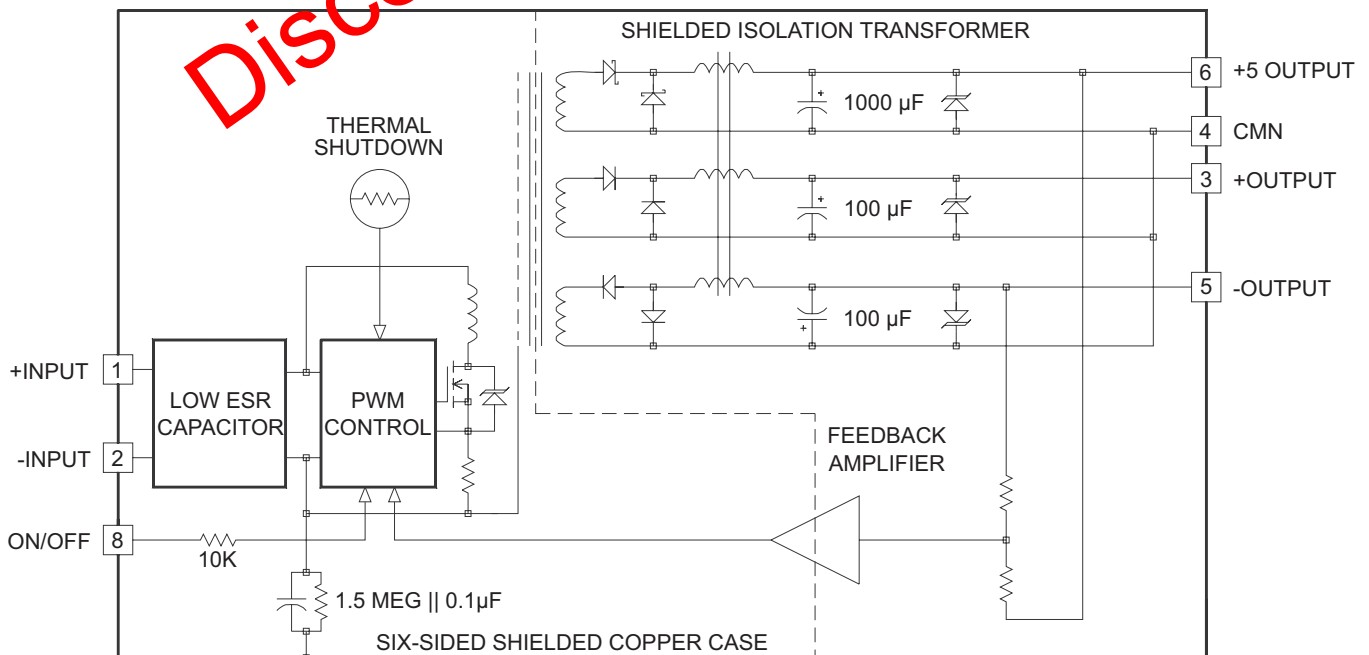 Disco
SHIELDED ISOLATION TRANSFORMER
6 +5 OUTPUT
1000 µF
4 CMN
THERMAL
SHUTDOWN
3 +OUTPUT
100 µF
5 -OUTPUT
100 µF
+INPUT 1
LOW ESR
CAPACITOR
PWM
CONTROL
-INPUT 2
FEEDBACK
AMPLIFIER
ON/OFF 8
10K
1.5 MEG || 0.1µF
SIX-SIDED SHIELDED COPPER CASE